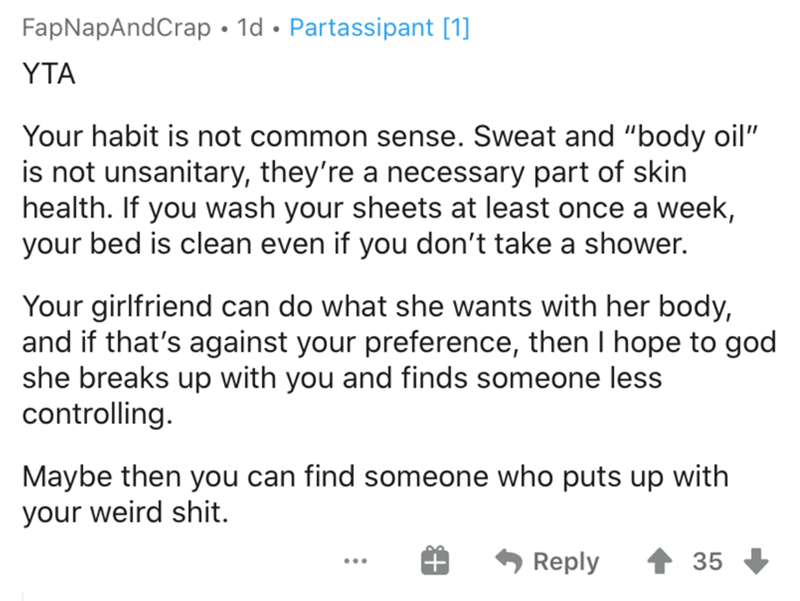 FapNapAndCrap • 1d • Partassipant [1]
YTA
Your habit is not common sense. Sweat and “body oil”
is not unsanitary, they’re a necessary part of skin
health. If you wash your sheets at least once a week,
your bed is clean even if you don’t take a shower.
Your girlfriend can do what she wants with her body,
and if that’s against your preference, then I hope to god
she breaks up with you and finds someone less
controlling.
Maybe then you can find someone who puts up with
your weird shit.
... Reply 35